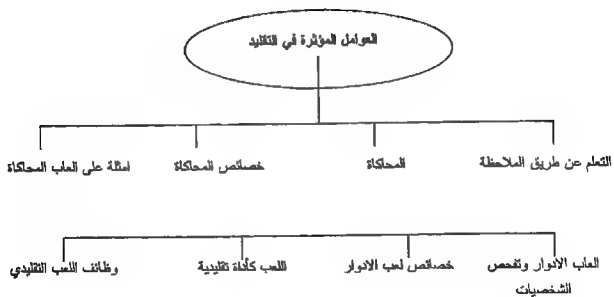 العوامل المؤثرة في التقليد
التعلم عن طريق الملاحظة
المحاكاة
خصائص المحاكاة
امثلة على العاب المحاكاة
العاب الادوار وتقحص
الشخصيات
خصائص لعب الادوار
اللعب كأداة تقليدية
وظائف اللعب التقليدي